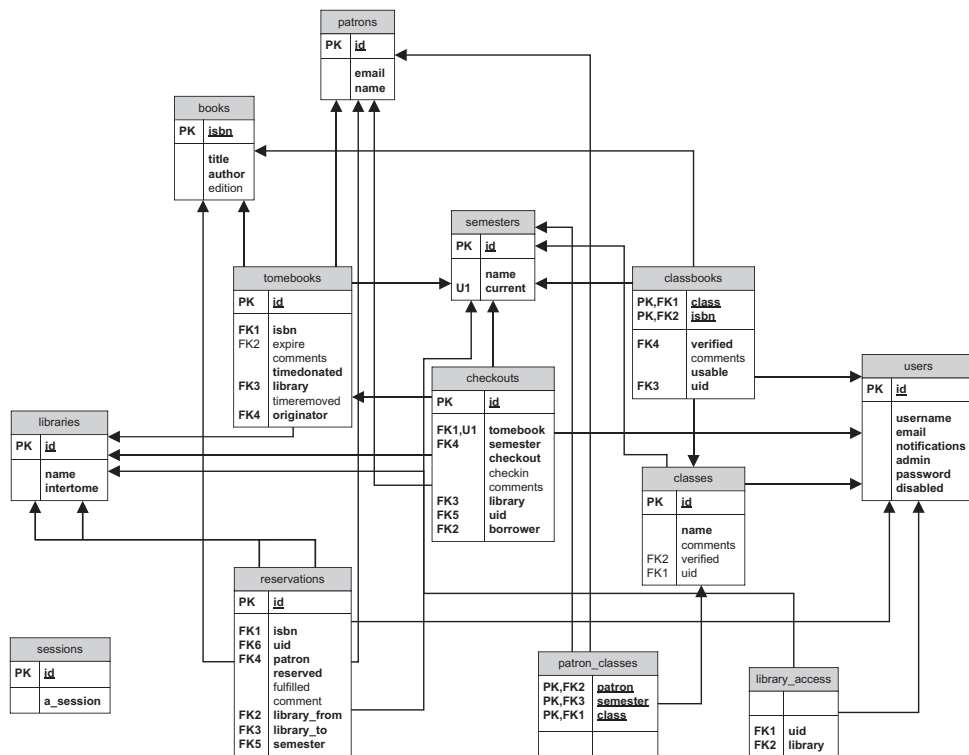 patrons
PK id
email
name
books
PK isbn
title
author
edition
semesters
PK id
name
U1 current
tomebooks
PK id
FK1 isbn
FK2 expire
comments
timedonated
FK3 library
timeremoved
FK4 originator
classbooks
PK,FK1 class
PK,FK2 isbn
FK4 verified
comments
usable
FK3 uid
users
PK id
username
email
notifications
admin
password
disabled
checkouts
PK id
FK1,U1 tomebook
FK4 semester
checkout
checkin
comments
FK3 library
FK5 uid
FK2 borrower
libraries
PK id
name
intertome
classes
PK id
name
comments
FK2 verified
FK1 uid
reservations
PK id
FK1 isbn
FK6 uid
FK4 patron
reserved
fulfilled
comment
FK2 library_from
FK3 library_to
FK5 semester
sessions
PK id
a_session
patron_classes
PK,FK2 patron
PK,FK3 semester
PK,FK1 class
library_access
FK1 uid
FK2 library